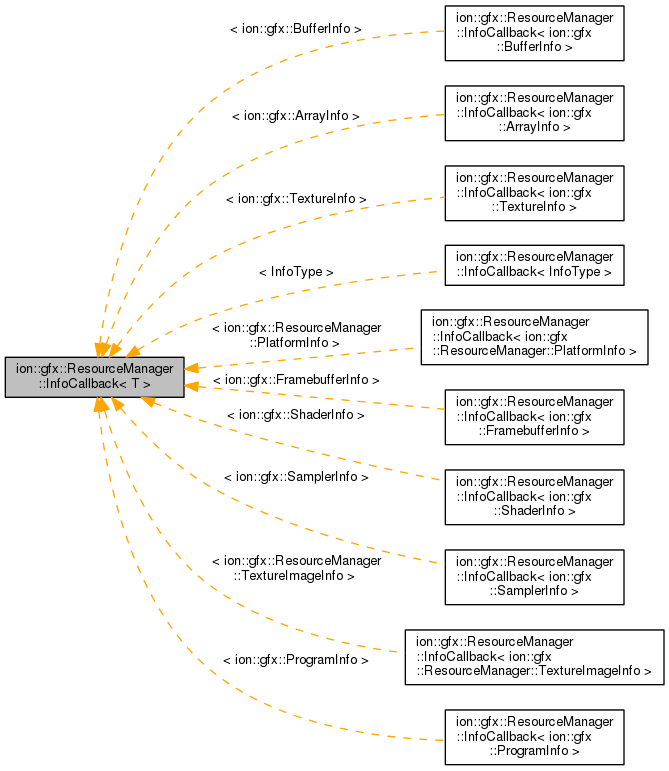 ion::gfx::ResourceManager
::InfoCallback< T >
< ion::gfx::BufferInfo >
ion::gfx::ResourceManager
::InfoCallback< ion::gfx
::BufferInfo >
< ion::gfx::ArrayInfo >
ion::gfx::ResourceManager
::InfoCallback< ion::gfx
::ArrayInfo >
< ion::gfx::TextureInfo >
ion::gfx::ResourceManager
::InfoCallback< ion::gfx
::TextureInfo >
< InfoType >
ion::gfx::ResourceManager
::InfoCallback< InfoType >
< ion::gfx::ResourceManager
::PlatformInfo >
ion::gfx::ResourceManager
::InfoCallback< ion::gfx
::ResourceManager::PlatformInfo >
< ion::gfx::FramebufferInfo >
ion::gfx::ResourceManager
::InfoCallback< ion::gfx
::FramebufferInfo >
< ion::gfx::ShaderInfo >
ion::gfx::ResourceManager
::InfoCallback< ion::gfx
::ShaderInfo >
< ion::gfx::SamplerInfo >
ion::gfx::ResourceManager
::InfoCallback< ion::gfx
::SamplerInfo >
< ion::gfx::ResourceManager
::TextureImageInfo >
ion::gfx::ResourceManager
::InfoCallback< ion::gfx
::ResourceManager::TextureImageInfo >
< ion::gfx::ProgramInfo >
ion::gfx::ResourceManager
::InfoCallback< ion::gfx
::ProgramInfo >